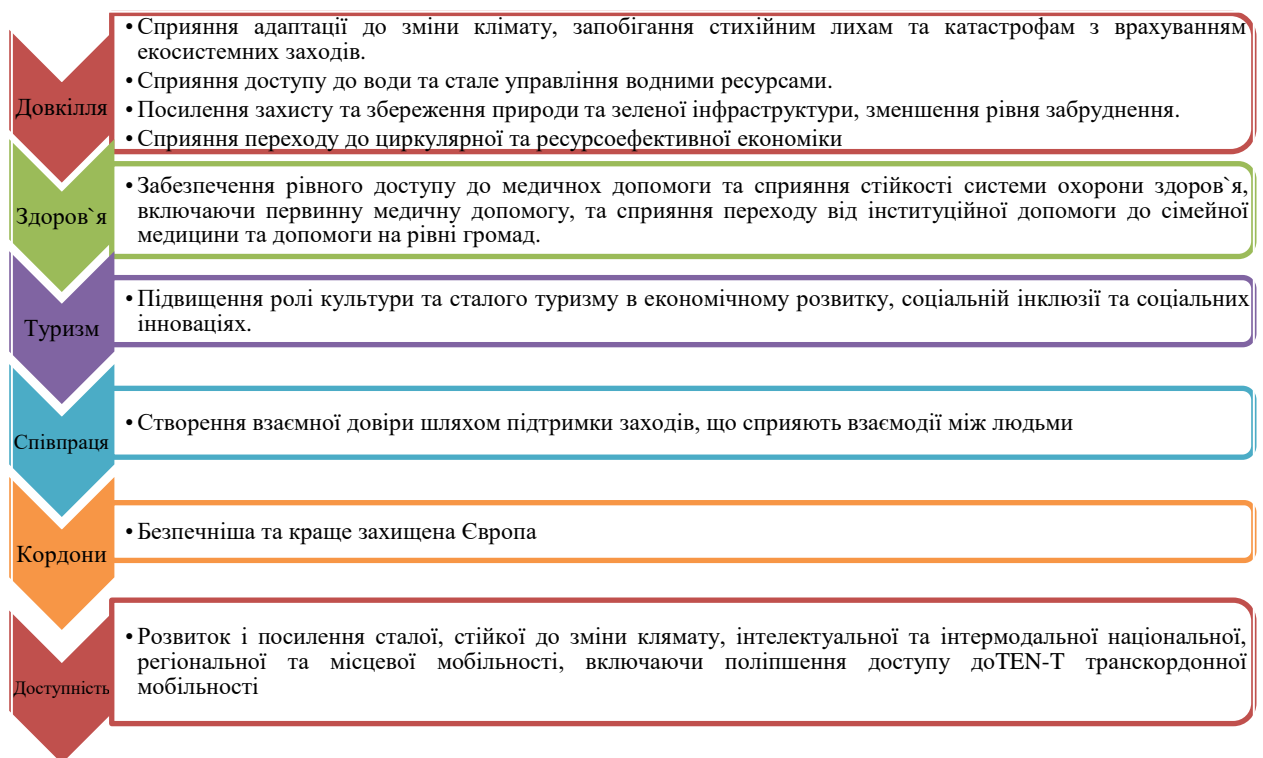 Довкілля
•Сприяння адаптації до зміни клімату, запобігання стихійним лихам та катастрофам з врахуванням
екосистемних заходів.
•Сприяння доступу до води та стале управління водними ресурсами.
•Посилення захисту та збереження природи та зеленої інфраструктури, зменшення рівня забруднення.
•Сприяння переходу до циркулярної та ресурсоефективної економіки
Здоров`я
•Забезпечення рівного доступу до медичнох допомоги та сприяння стійкості системи охорони здоров`я,
включаючи первинну медичну допомогу, та сприяння переходу від інституційної допомоги до сімейної
медицини та допомоги на рівні громад.
Туризм
•Підвищення ролі культури та сталого туризму в економічному розвитку, соціальній інклюзії та соціальних
інноваціях.
Співпраця
•Створення взаємної довіри шляхом підтримки заходів, що сприяють взаємодії між людьми
Кордони
•Безпечніша та краще захищена Європа
Доступність
•Розвиток і посилення сталої, стійкої до зміни клямату, інтелектуальної та інтермодальної національної,
регіональної та місцевої мобільності, включаючи поліпшення доступу доTEN-T транскордонної
мобільності